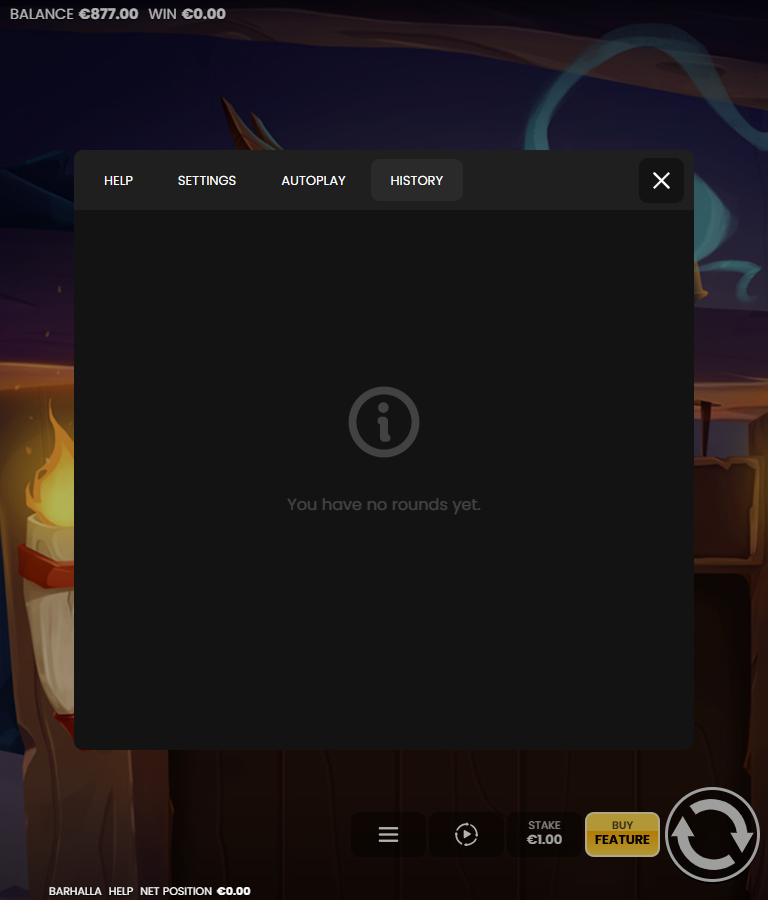 BALANCE €877.00 WIN €0.00
HELP SETTINGS AUTOPLAY HISTORY
You have no rounds yet.
STAKE
€1.00
BUY
FEATURE
BARHALLA HELP NET POSITION €0.00